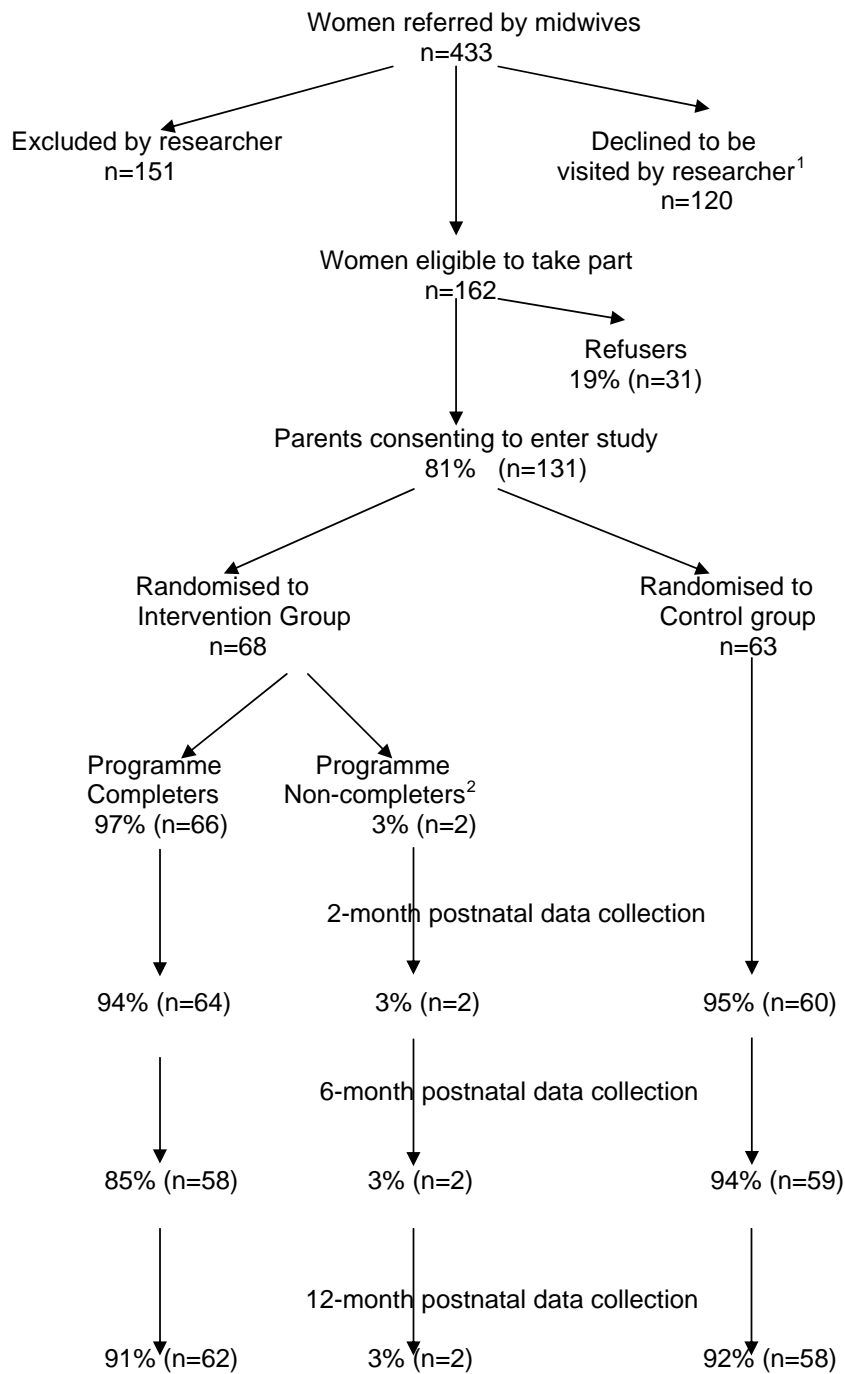 Women referred by midwives
n=433
Excluded by researcher
n=151
Declined to be
visited by researcher¹
n=120
Women eligible to take part
n=162
Refusers
19% (n=31)
Parents consenting to enter study
81% (n=131)
Randomised to
Intervention Group
n=68
Randomised to
Control group
n=63
Programme
Completers
97% (n=66)
Programme
Non-completers²
3% (n=2)
2-month postnatal data collection
94% (n=64) 3% (n=2) 95% (n=60)
6-month postnatal data collection
85% (n=58) 3% (n=2) 94% (n=59)
12-month postnatal data collection
91% (n=62) 3% (n=2) 92% (n=58)